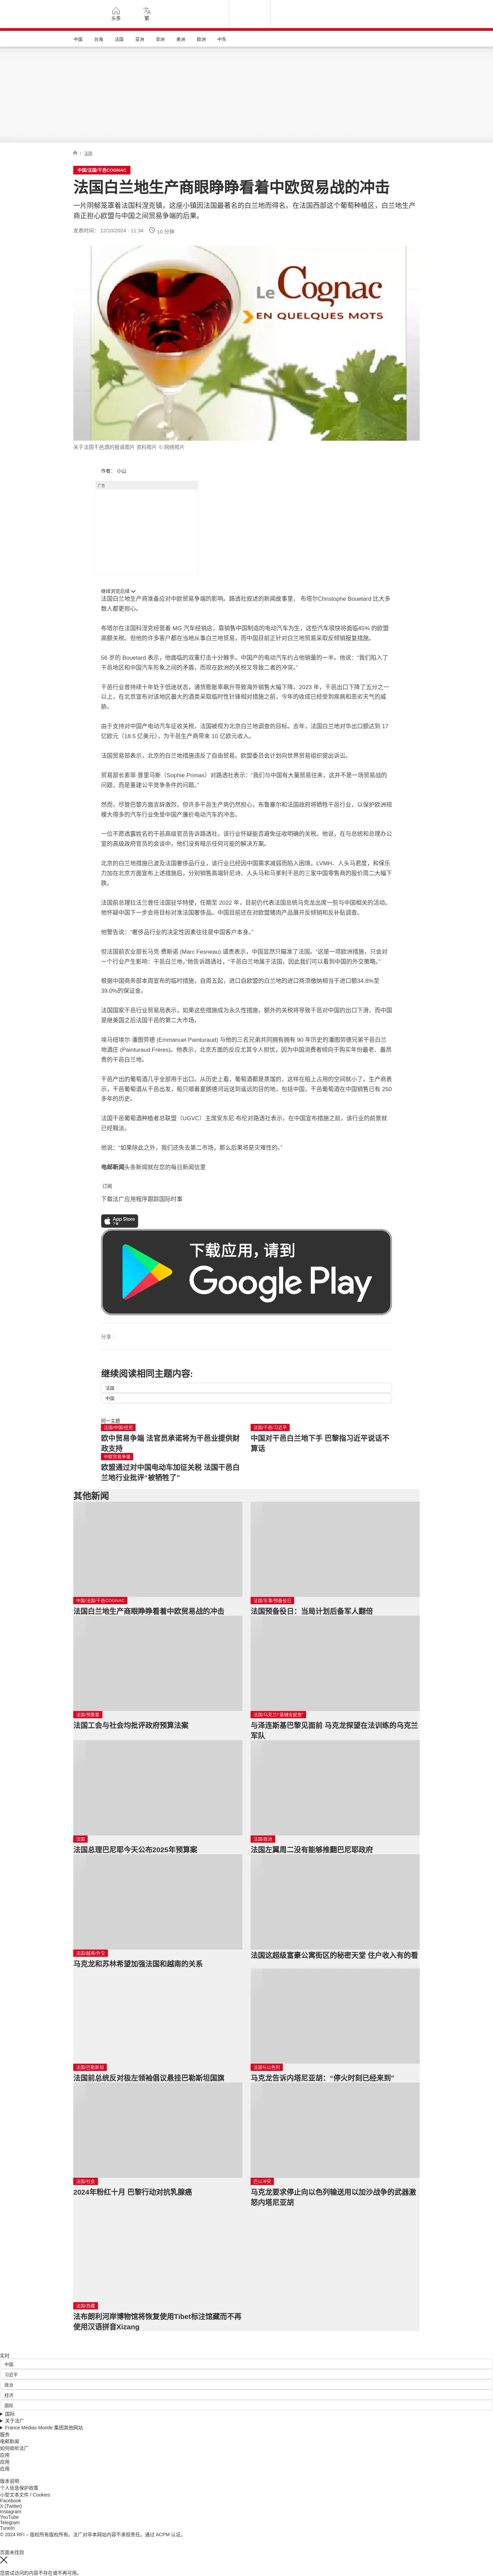 头条
繁
中国
台海
法国
亚洲
非洲
美洲
欧洲
中东
/ 法国
中国/法国/干邑COGNAC
法国白兰地生产商眼睁睁看着中欧贸易战的冲击
一片阴郁笼罩着法国科涅克镇，这座小镇因法国最著名的白兰地而得名。在法国西部这个葡萄种植区，白兰地生产
商正担心欧盟与中国之间贸易争端的后果。
发表时间： 12/10/2024 - 11:34 10 分钟
Le Cognac
EN QUELQUES MOTS
关于法国干邑酒的报道图片 资料照片 © 网络照片
作者： 小山
广告
继续浏览后续
法国白兰地生产商准备应对中欧贸易争端的影响。路透社叙述的新闻故事里， 布塔尔Christophe Bouetard 比大多
数人都更担心。
布塔尔在法国科涅克经营着 MG 汽车经销店，靠销售中国制造的电动汽车为生，这些汽车很快将面临45% 的欧盟
高额关税。但他的许多客户都在当地从事白兰地贸易，而中国目前正针对白兰地贸易采取反倾销报复措施。
56 岁的 Bouetard 表示，他面临的双重打击十分棘手。中国产的电动汽车约占他销量的一半。他说：“我们陷入了
干邑地区和中国汽车形象之间的矛盾，而现在欧洲的关税又导致二者的冲突。”
干邑行业曾持续十年处于低迷状态，通货膨胀率飙升导致海外销售大幅下降。2023 年，干邑出口下降了五分之一
以上，在北京宣布对该地区最大的酒类采取临时性针锋相对措施之前，今年的收成已经受到疾病和恶劣天气的威
胁。
由于支持对中国产电动汽车征收关税，法国被视为北京白兰地调查的目标。去年，法国白兰地对华出口额达到 17
亿欧元（18.5 亿美元），为干邑生产商带来 10 亿欧元收入。
法国贸易部表示，北京的白兰地措施违反了自由贸易。欧盟委员会计划向世界贸易组织提出诉讼。
贸易部长素菲·普里马斯（Sophie Primas）对路透社表示：“我们与中国有大量贸易往来，这并不是一场贸易战的
问题，而是重建公平竞争条件的问题。”
然而，尽管巴黎方面言辞激烈，但许多干邑生产商仍然担心，布鲁塞尔和法国政府将牺牲干邑行业，以保护欧洲规
模大得多的汽车行业免受中国产廉价电动汽车的冲击。
一位不愿透露姓名的干邑高级官员告诉路透社，该行业怀疑能否避免征收明确的关税。他说，在与总统和总理办公
室的高级政府官员的会谈中，他们没有暗示任何可能的解决方案。
北京的白兰地措施已波及法国奢侈品行业，该行业已经因中国需求减弱而陷入困境。LVMH、人头马君度，和保乐
力加在北京方面宣布上述措施后，分别销售高端轩尼诗、人头马和马爹利干邑的三家中国零售商的股价周二大幅下
跌。
法国前总理拉法兰曾任法国驻华特使，任期至 2022 年，目前仍代表法国总统马克龙出席一些与中国相关的活动。
他怀疑中国下一步会将目标对准法国奢侈品。中国目前还在对欧盟猪肉产品展开反倾销和反补贴调查。
他警告说：“奢侈品行业的决定性因素往往是中国客户本身。”
但法国前农业部长马克·费斯诺 (Marc Fesneau) 谴责表示，中国显然只瞄准了法国。“这是一项欧洲措施，只会对
一个行业产生影响：干邑白兰地。”他告诉路透社，“干邑白兰地属于法国，因此我们可以看到中国的外交策略。”
根据中国商务部本周宣布的临时措施，自周五起，进口自欧盟的白兰地的进口商须缴纳相当于进口额34.8%至
39.0%的保证金。
法国国家干邑行业贸易局表示，如果这些措施成为永久性措施，额外的关税将导致干邑对中国的出口下滑，而中国
是继美国之后法国干邑的第二大市场。
埃马纽埃尔·潘图劳德 (Emmanuel Painturaud) 与他的三名兄弟共同拥有拥有 90 年历史的潘图劳德兄弟干邑白兰
地酒庄 (Painturaud Frères)。他表示，北京方面的反应尤其令人担忧，因为中国消费者倾向于购买年份最老、最昂
贵的干邑白兰地。
干邑产出的葡萄酒几乎全部用于出口。从历史上看，葡萄酒都是蒸馏的，这样在船上占用的空间就小了。生产商表
示，干邑葡萄酒从干邑出发，船只顺着夏朗德河运送到遥远的目的地，包括中国，干邑葡萄酒在中国销售已有 250
多年的历史。
法国干邑葡萄酒种植者总联盟（UGVC）主席安东尼·布伦对路透社表示，在中国宣布措施之前，该行业的前景就
已经黯淡。
他说：“如果除此之外，我们还失去第二市场，那么后果将是灾难性的。”
电邮新闻头条新闻就在您的每日新闻信里
订阅
下载法广应用程序跟踪国际时事
App Store
下载应用，请到
Google Play
分享 :
继续阅读相同主题内容:
法国
中国
同一主题
法国/中国/经贸
欧中贸易争端 法官员承诺将为干邑业提供财
政支持
法国/干邑/习近平
中国对干邑白兰地下手 巴黎指习近平说话不
算话
中欧贸易争端
欧盟通过对中国电动车加征关税 法国干邑白
兰地行业批评“被牺牲了”
其他新闻
中国/法国/干邑COGNAC
法国白兰地生产商眼睁睁看着中欧贸易战的冲击
法国/军事/预备役日
法国预备役日：当局计划后备军人翻倍
法国/预算案
法国工会与社会均批评政府预算法案
法国/乌克兰/“基辅安妮旅”
与泽连斯基巴黎见面前 马克龙探望在法训练的乌克兰
军队
法国
法国总理巴尼耶今天公布2025年预算案
法国/政治
法国左翼周二没有能够推翻巴尼耶政府
法国/越南/外交
马克龙和苏林希望加强法国和越南的关系
法国这超级富豪公寓街区的秘密天堂 住户收入有的看
法国/巴勒斯坦
法国前总统反对极左领袖倡议悬挂巴勒斯坦国旗
法国与以色列
马克龙告诉内塔尼亚胡：“停火时刻已经来到”
法国/社会
2024年粉红十月 巴黎行动对抗乳腺癌
巴以冲突
马克龙要求停止向以色列输送用以加沙战争的武器激
怒内塔尼亚胡
法国/西藏
法布朗利河岸博物馆将恢复使用Tibet标注馆藏而不再
使用汉语拼音Xizang
实时
中国
习近平
政治
经济
国际
国际
关于法广
France Médias Monde 集团其他网站
服务
电邮新闻
如何收听法广
应用
应用
应用
版本说明
个人信息保护政策
小型文本文件 / Cookies
Facebook
X (Twitter)
Instagram
YouTube
Telegram
TuneIn
© 2024 RFI – 版权所有版权所有。法广对非本网站内容不承担责任。通过 ACPM 认证。
页面未找到
您尝试访问的内容不存在或不再可用。